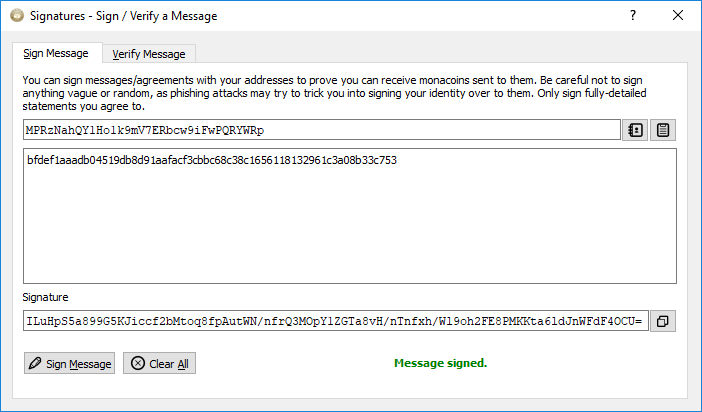 Signatures - Sign / Verify a Message
Sign Message
Verify Message
You can sign messages/agreements with your addresses to prove you can receive monacoins sent to them. Be careful not to sign
anything vague or random, as phishing attacks may try to trick you into signing your identity over to them. Only sign fully-detailed
statements you agree to.
MPRzNahQYlHolk9mV7ERbcw9iFwPQRYWRp
bfdef1aaadb04519db8d91aafacf3cbbc68c38c1656118132961c3a08b33c753
Signature
ILuHpS5a899G5KJiccf2bMtoq8fpAutWN/nfrQ3MOpYlZGTa8vH/nTnfxh/Wl9oh2FE8PMKKta6ldJnWFdF4OCU=
Sign Message
Clear All
Message signed.